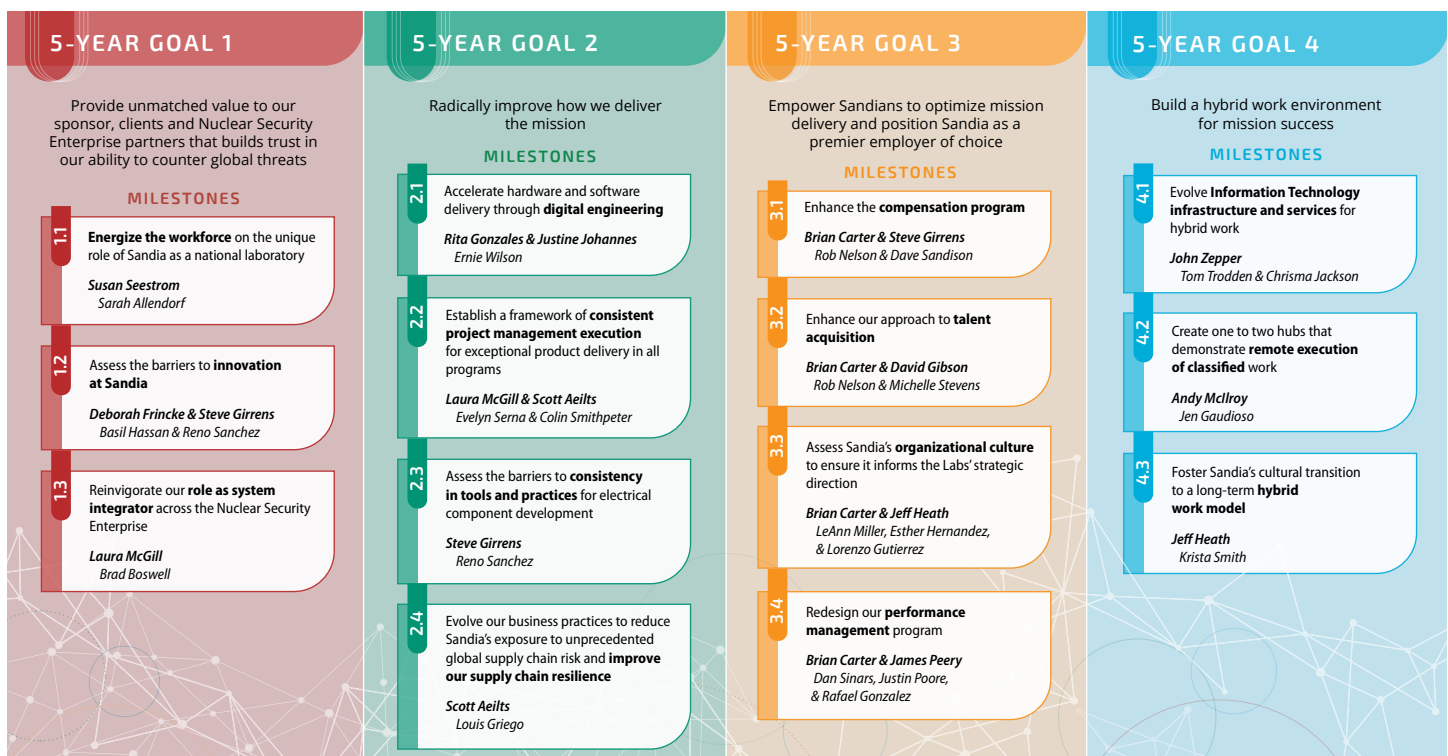 5-YEAR GOAL 1
Provide unmatched value to our
sponsor, clients and Nuclear Security
Enterprise partners that builds trust in
our ability to counter global threats
MILESTONES
1.1
Energize the workforce on the unique
role of Sandia as a national laboratory
Susan Seestrom
Sarah Allendorf
1.2
Assess the barriers to innovation
at Sandia
Deborah Frincke & Steve Girrens
Basil Hassan & Reno Sanchez
1.3
Reinvigorate our role as system
integrator across the Nuclear Security
Enterprise
Laura McGill
Brad Boswell
5-YEAR GOAL 2
Radically improve how we deliver
the mission
MILESTONES
2.1
Accelerate hardware and software
delivery through digital engineering
Rita Gonzales & Justine Johannes
Ernie Wilson
2.2
Establish a framework of consistent
project management execution
for exceptional product delivery in all
programs
Laura McGill & Scott Aeilts
Evelyn Serna & Colin Smithpeter
2.3
Assess the barriers to consistency
in tools and practices for electrical
component development
Steve Girrens
Reno Sanchez
2.4
Evolve our business practices to reduce
Sandia's exposure to unprecedented
global supply chain risk and improve
our supply chain resilience
Scott Aeilts
Louis Griego
5-YEAR GOAL 3
Empower Sandians to optimize mission
delivery and position Sandia as a
premier employer of choice
MILESTONES
3.1
Enhance the compensation program
Brian Carter & Steve Girrens
Rob Nelson & Dave Sandison
3.2
Enhance our approach to talent
acquisition
Brian Carter & David Gibson
Rob Nelson & Michelle Stevens
3.3
Assess Sandia's organizational culture
to ensure it informs the Labs' strategic
direction
Brian Carter & Jeff Heath
LeAnn Miller, Esther Hernandez,
& Lorenzo Gutierrez
3.4
Redesign our performance
management program
Brian Carter & James Peery
Dan Sinars, Justin Poore,
& Rafael Gonzalez
5-YEAR GOAL 4
Build a hybrid work environment
for mission success
MILESTONES
4.1
Evolve Information Technology
infrastructure and services for
hybrid work
John Zepper
Tom Trodden & Chrisma Jackson
4.2
Create one to two hubs that
demonstrate remote execution
of classified work
Andy McIlroy
Jen Gaudioso
4.3
Foster Sandia's cultural transition
to a long-term hybrid
work model
Jeff Heath
Krista Smith